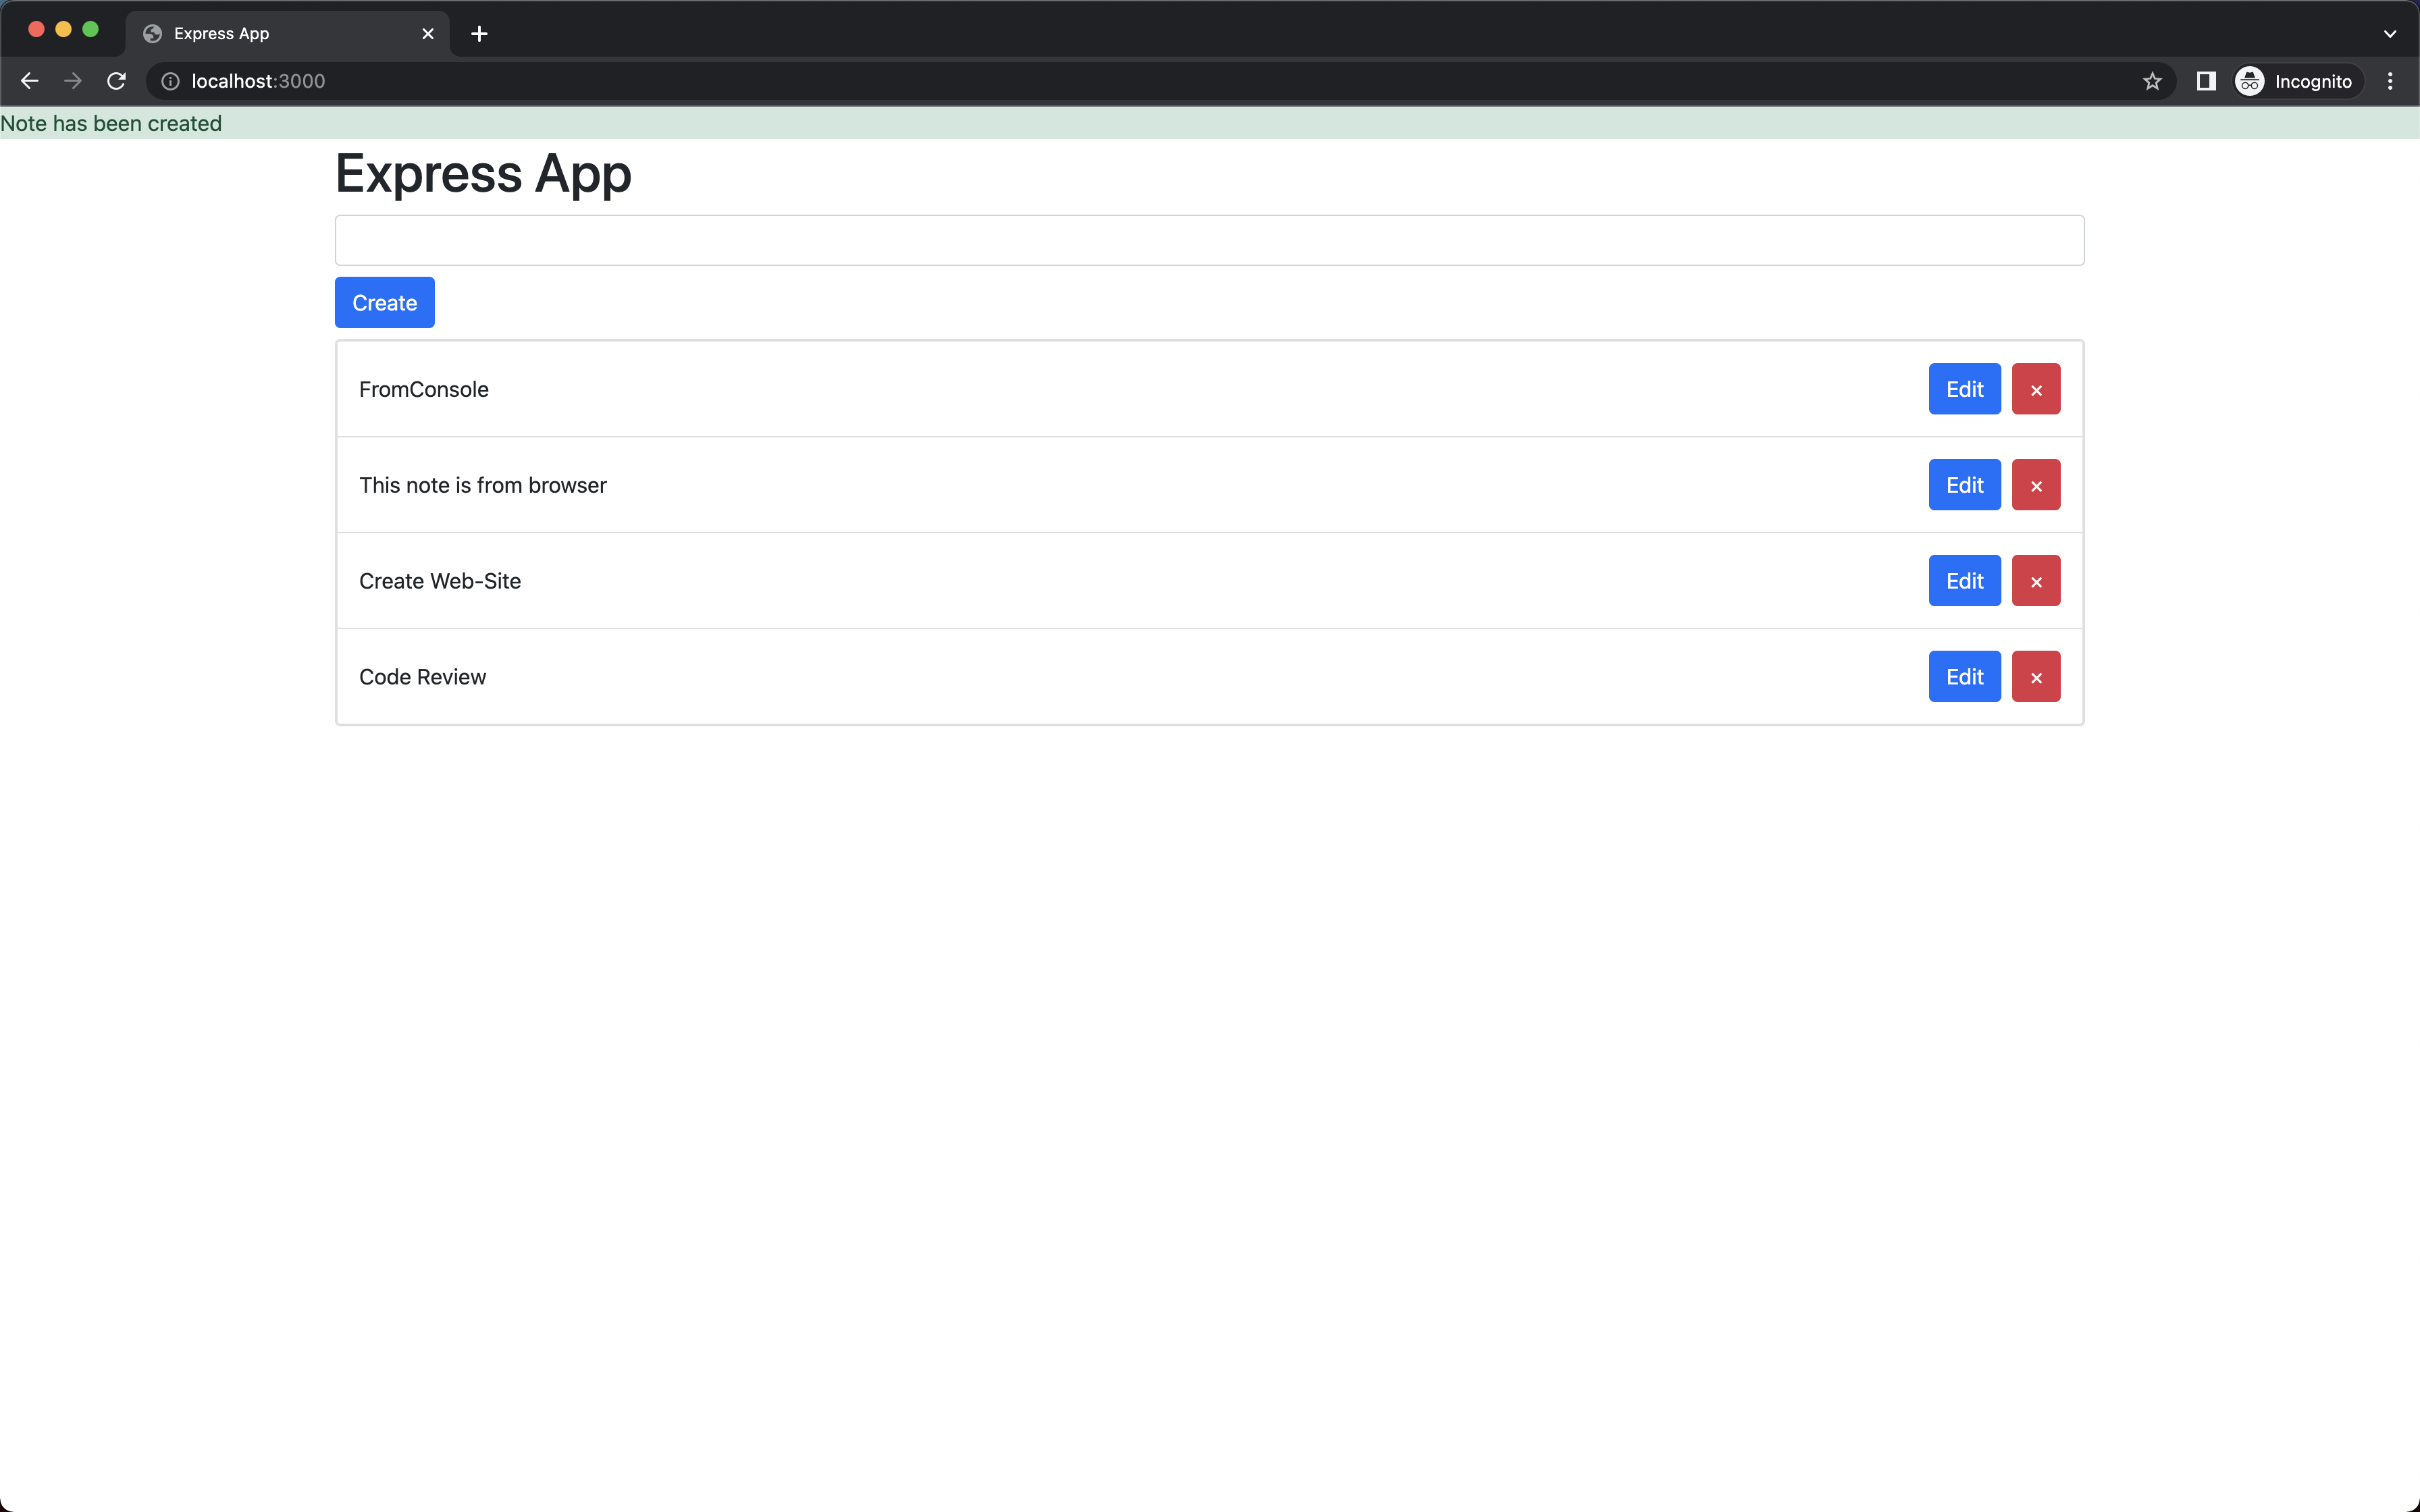 Express App
localhost:3000
Incognito
Note has been created
Express App
Create
FromConsole Edit ×
This note is from browser Edit ×
Create Web-Site Edit ×
Code Review Edit ×